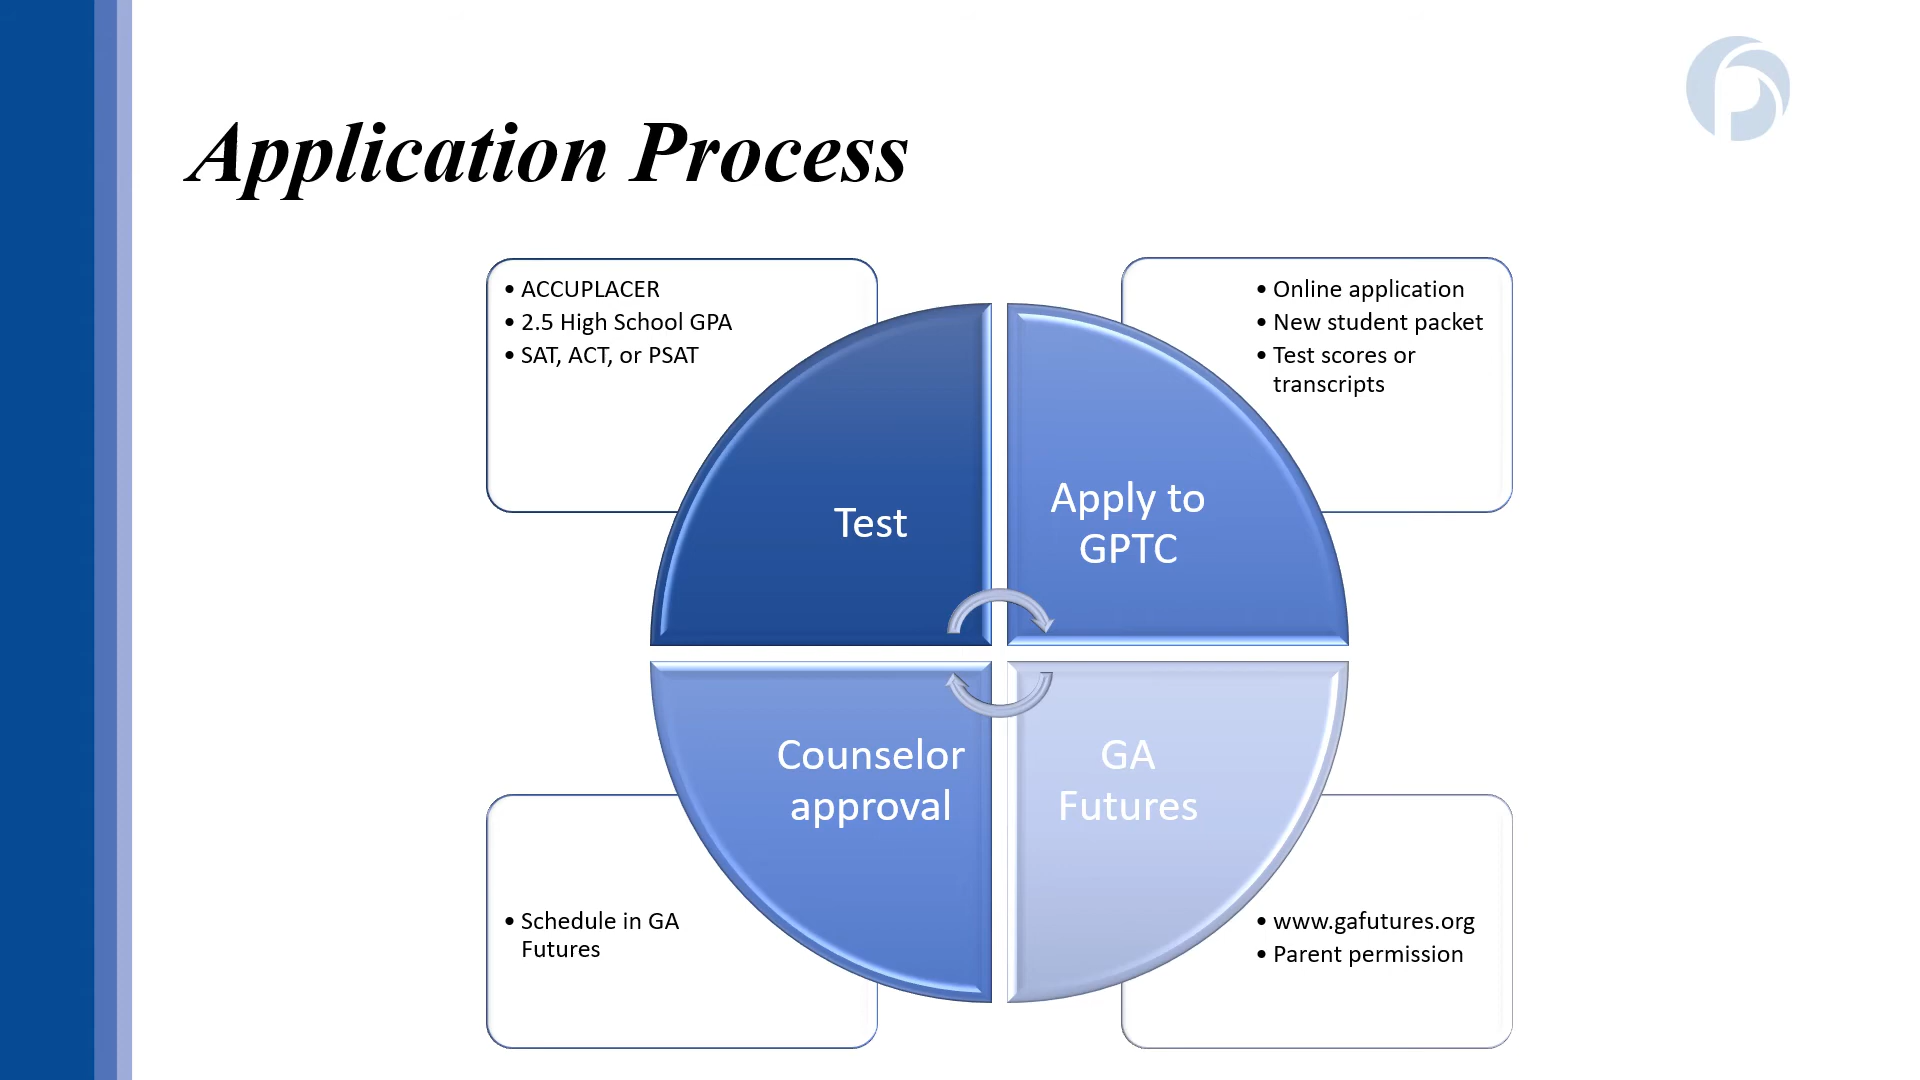 Application Process
• ACCUPLACER
• 2.5 High School GPA
• SAT, ACT, or PSAT
• Online application
• New student packet
• Test scores or
transcripts
Test
Apply to
GPTC
Counselor
approval
GA
Futures
• Schedule in GA
Futures
• www.gafutures.org
• Parent permission